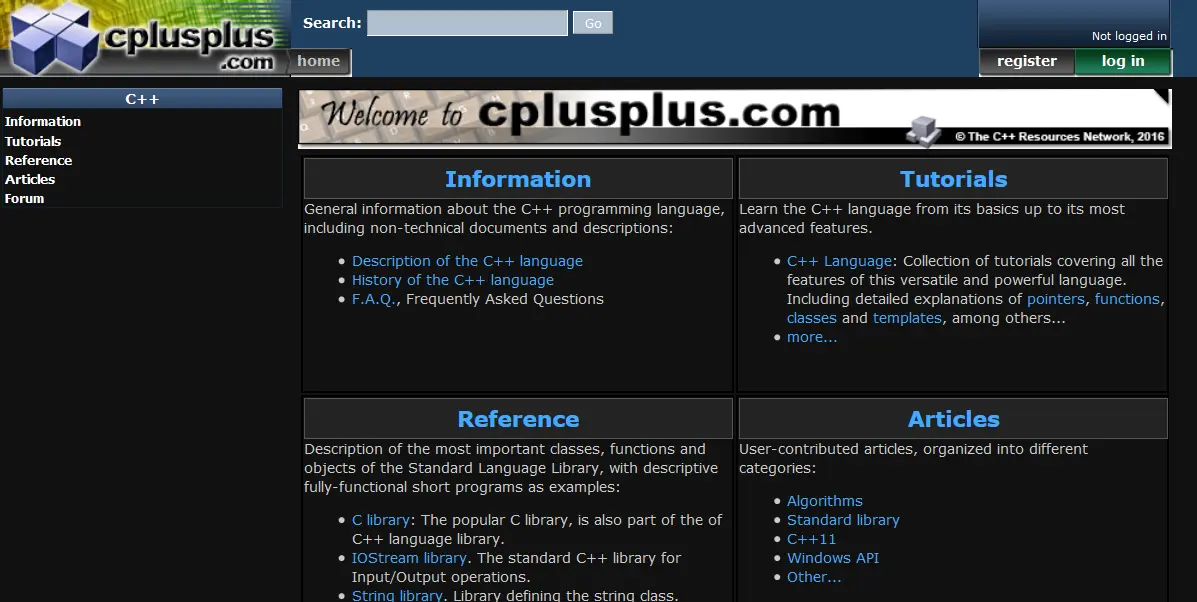 cplusplus
.com
Search:
Go
home
Not logged in
register
log in
C++
Information
Tutorials
Reference
Articles
Forum
Welcome to cplusplus.com
© The C++ Resources Network, 2016
Information
General information about the C++ programming language,
including non-technical documents and descriptions:
• Description of the C++ language
• History of the C++ language
• F.A.Q., Frequently Asked Questions
Tutorials
Learn the C++ language from its basics up to its most
advanced features.
• C++ Language: Collection of tutorials covering all the
features of this versatile and powerful language.
Including detailed explanations of pointers, functions,
classes and templates, among others...
• more...
Reference
Description of the most important classes, functions and
objects of the Standard Language Library, with descriptive
fully-functional short programs as examples:
• C library: The popular C library, is also part of the of
C++ language library.
• IOStream library. The standard C++ library for
Input/Output operations.
• String library. Library defining the string class.
Articles
User-contributed articles, organized into different
categories:
• Algorithms
• Standard library
• C++11
• Windows API
• Other...